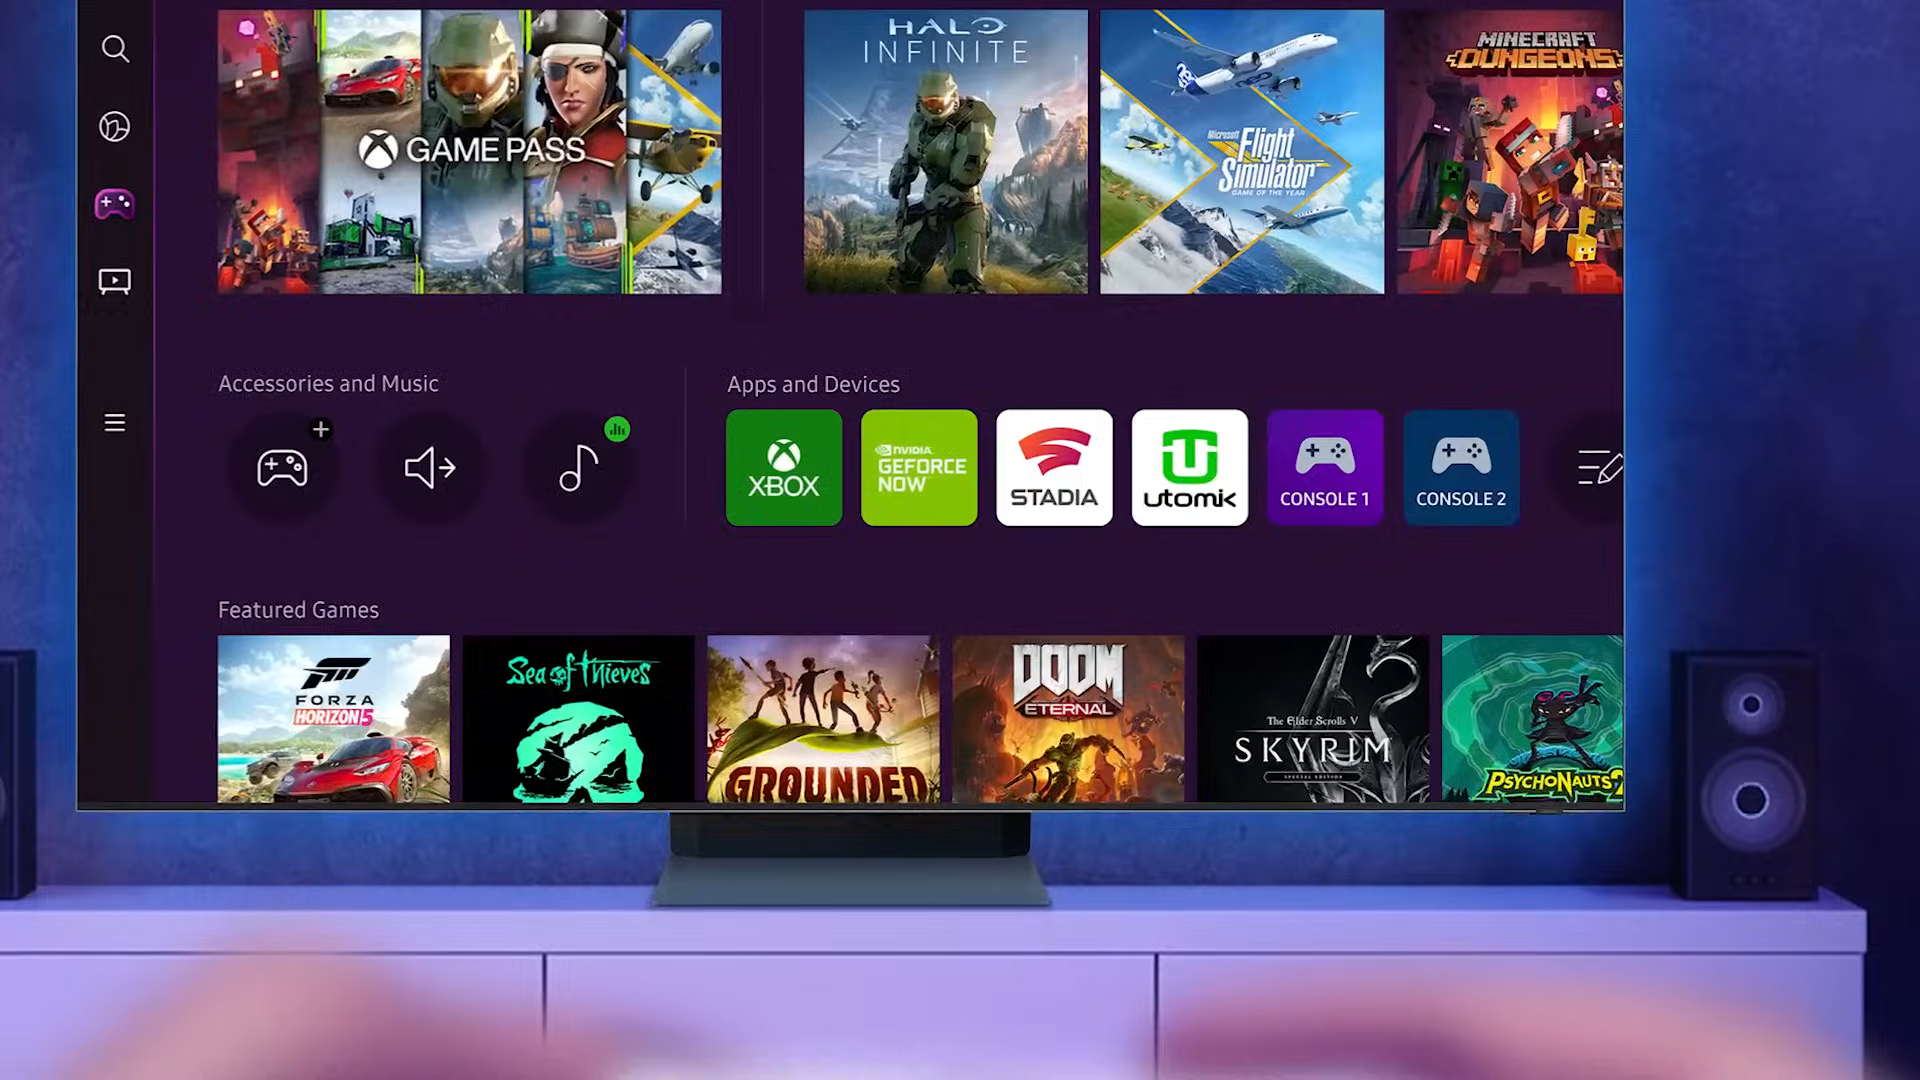 GAME PASS
HALO
INFINITE
Microsoft
Flight
Simulator
GAME OF THE YEAR
MINECRAFT
DUNGEONS
Accessories and Music
Apps and Devices
XBOX
NVIDIA
GEFORCE
NOW
STADIA
utomik
CONSOLE 1
CONSOLE 2
Featured Games
FORZA
HORIZON 5
Sea of Thieves
GROUNDED
DOOM
ETERNAL
The Elder Scrolls V
SKYRIM
SPECIAL EDITION
PSYCHONAUTS 2